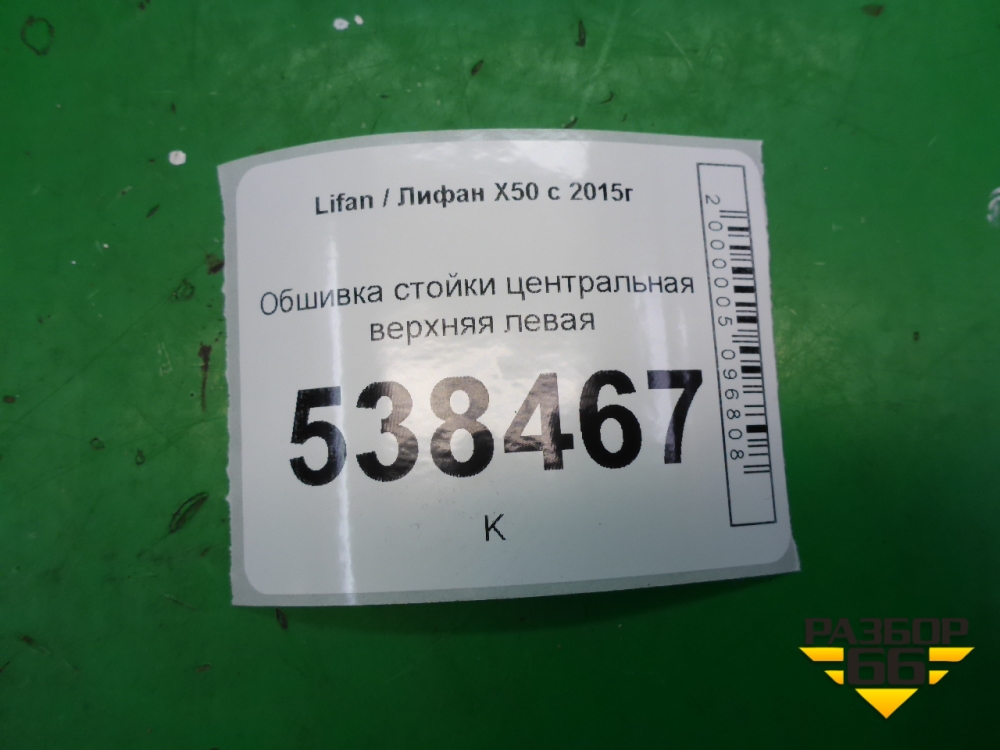 Lifan / Лифан X50 с 2015г
Обшивка стойки центральная
верхняя левая
538467
К
2000005096808
РАЗБОР
66